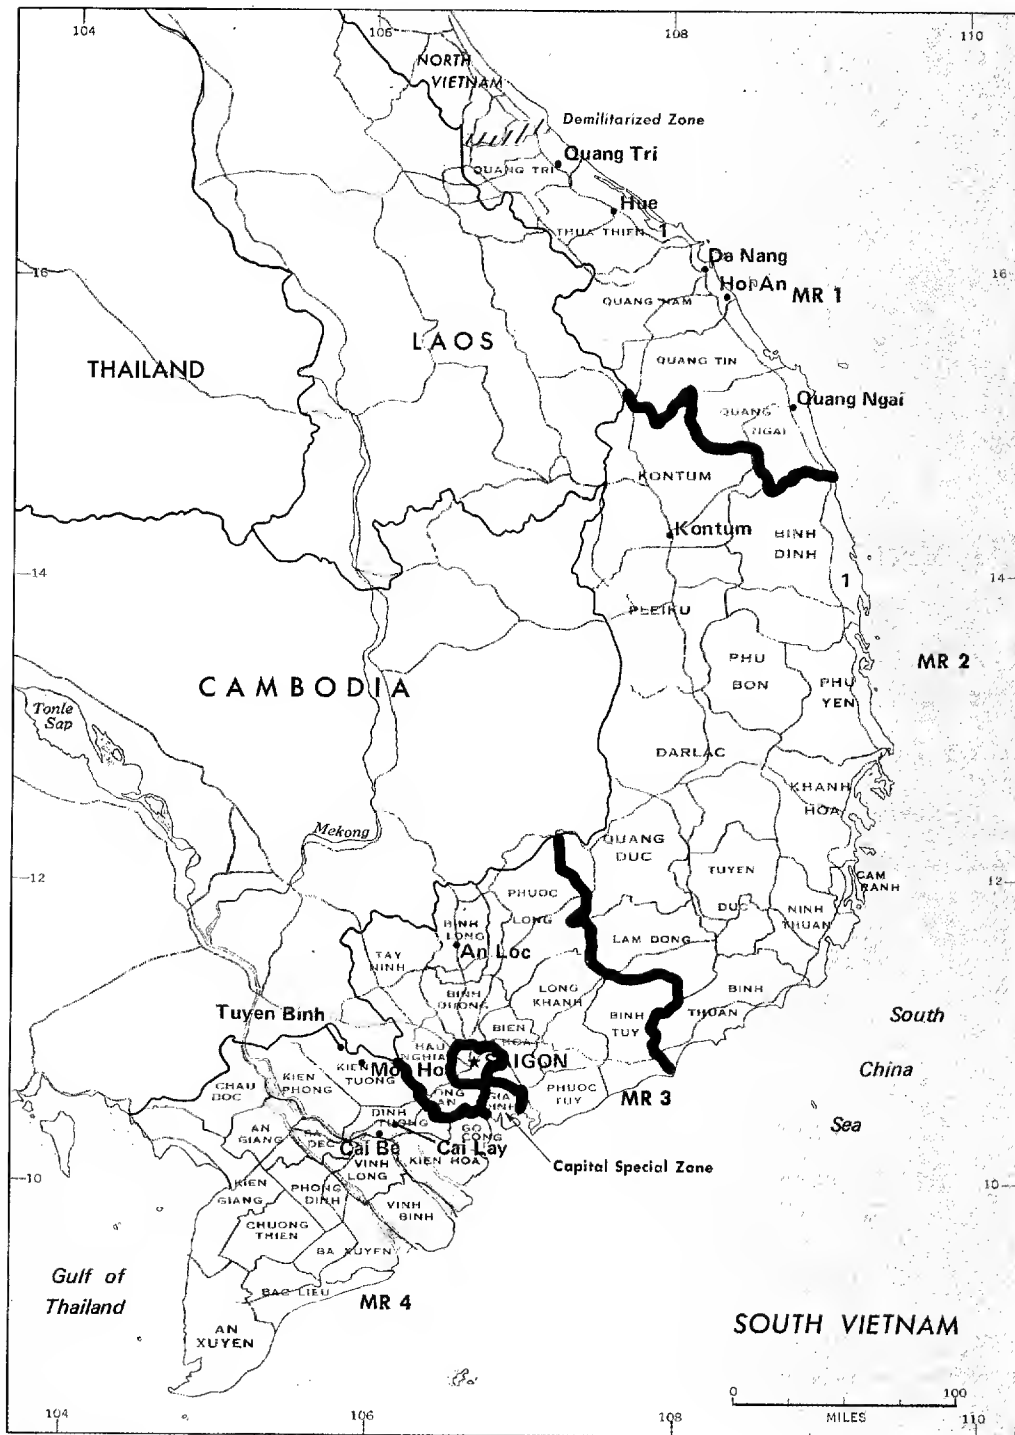 104
106
108
110
NORTH
VIETNAM
Demilitarized Zone
Quang Tri
QUANG TRI
Hue
THUA THIEN
1
Da Nang
16
Hoi An
MR 1
16
QUANG NAM
LAOS
THAILAND
QUANG TIN
Quang Ngai
QUANG
NGAI
KONTUM
Kontum
BINH
DINH
14
1
14
PLEIKU
MR 2
PHU
BON
PHU
YEN
CAMBODIA
Tonle
Sap
DARLAC
KHANH
HOA
Mekong
QUANG
DUC
TUYEN
DUC
12
CAM
RANH
12
PHUOC
LONG
NINH
THUAN
BINH
LONG
An Loc
LAM DONG
TAY
NINH
BINH
DUONG
LONG
KHANH
BINH
THUAN
BINH
TUY
Tuyen Binh
BIEN
HOA
South
China
Sea
HAU
NGHIA
SAIGON
KIEN
TUONG
KIEN
PHONG
CHAU
DOC
PHUOC
TUY
MR 3
GIA
DINH
DINH
TUONG
GO
CONG
AN
GIANG
Cai Be
Cai Lay
KIEN HOA
Capital Special Zone
VINH
LONG
10
10
KIEN
GIANG
PHONG
DINH
VINH
BINH
CHUONG
THIEN
BA XUYEN
Gulf of
Thailand
BAC LIEU
MR 4
AN
XUYEN
SOUTH VIETNAM
0
100
MILES
104
106
108
110